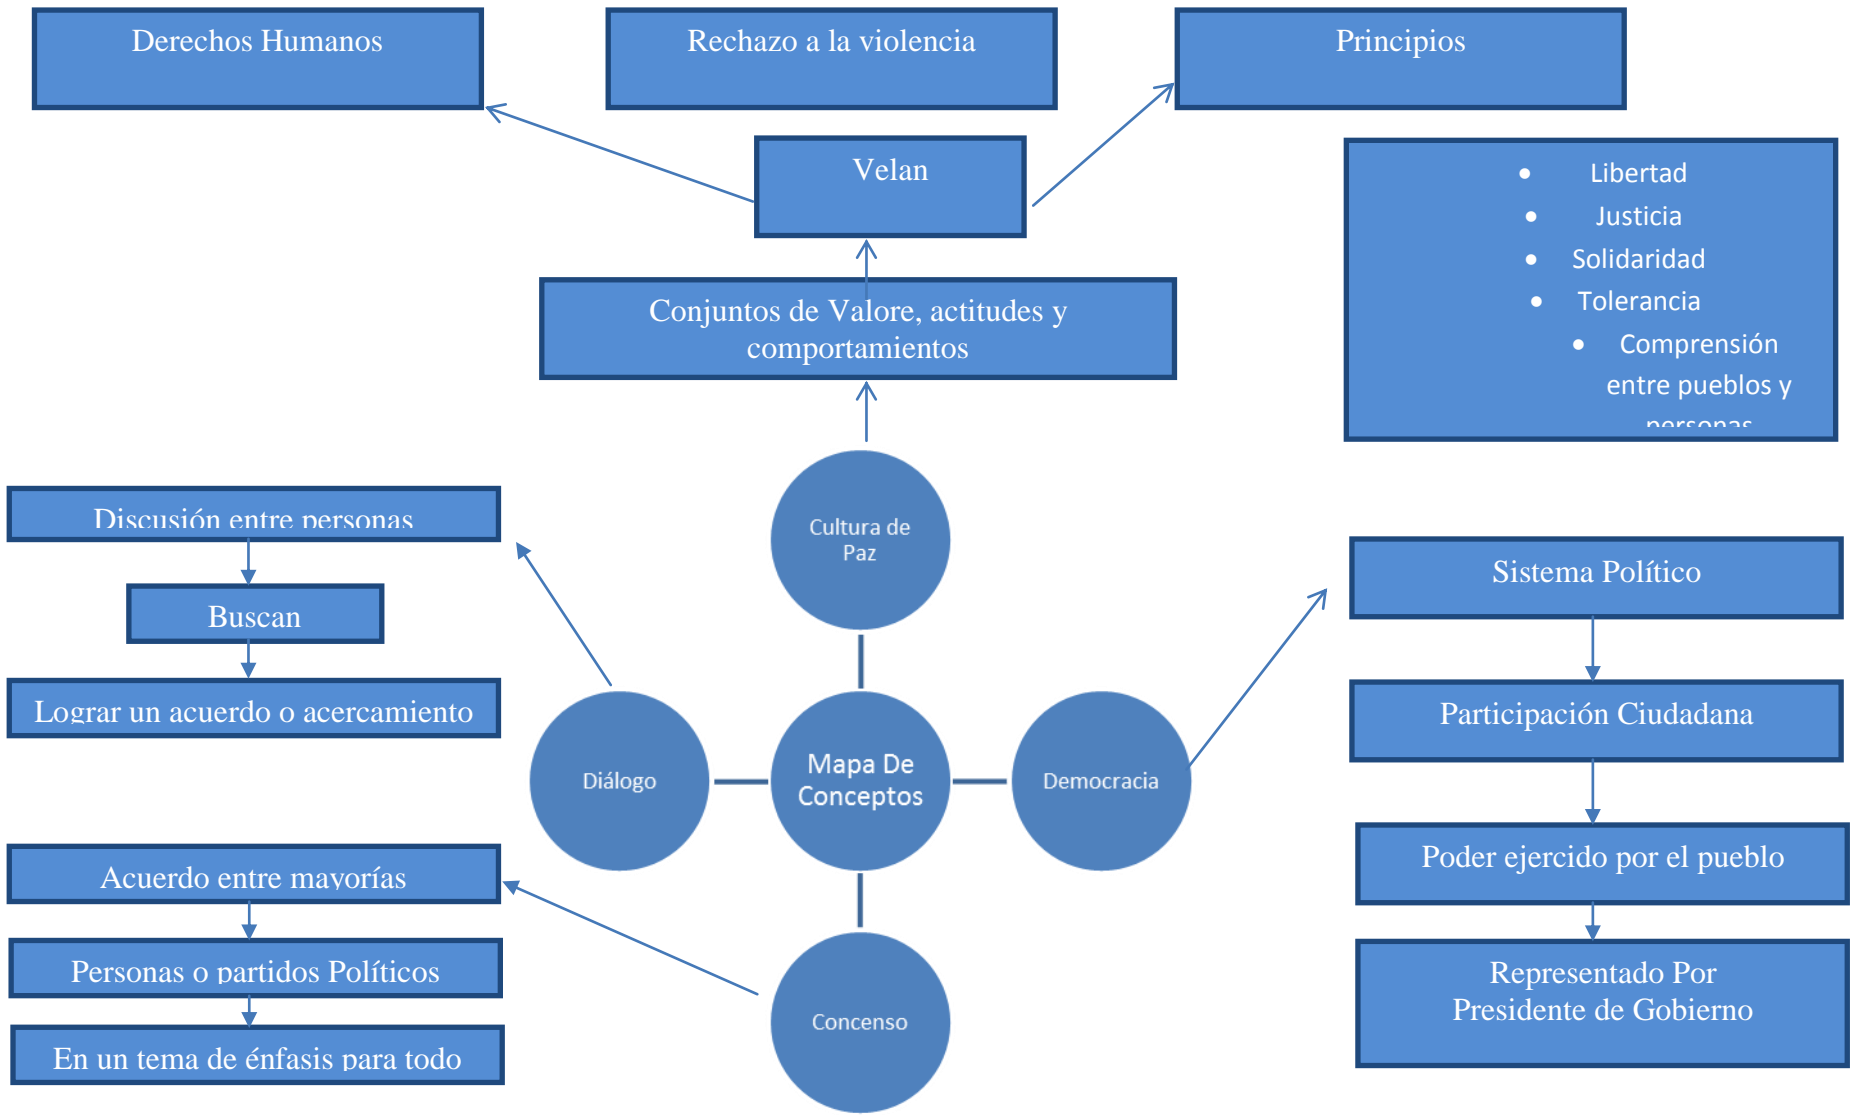 Derechos Humanos
Rechazo a la violencia
Principios
Velan
Libertad
Justicia
Solidaridad
Tolerancia
Comprensión
entre pueblos y
personas
Conjuntos de Valore, actitudes y
comportamientos
Cultura de
Paz
Discusión entre personas
Buscan
Lograr un acuerdo o acercamiento
Sistema Político
Participación Ciudadana
Poder ejercido por el pueblo
Representado Por
Presidente de Gobierno
Diálogo
Mapa De
Conceptos
Democracia
Acuerdo entre mayorías
Personas o partidos Políticos
En un tema de énfasis para todo
Concenso